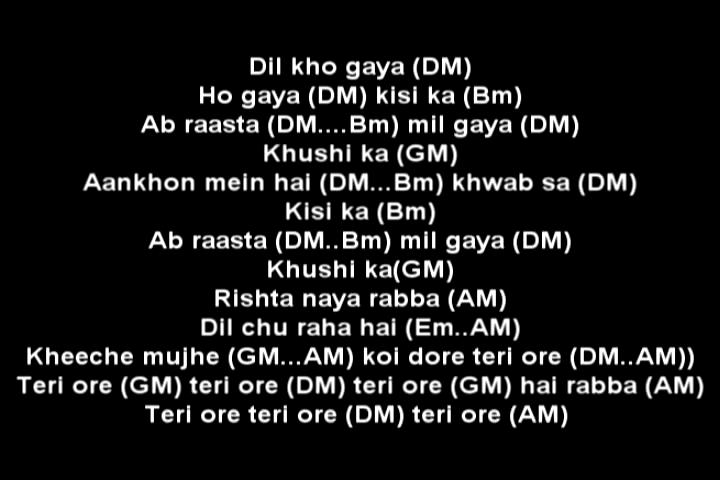 Dil kho gaya (DM)
Ho gaya (DM) kisi ka (Bm)
Ab raasta (DM....Bm) mil gaya (DM)
Khushi ka (GM)
Aankhon mein hai (DM...Bm) khwab sa (DM)
Kisi ka (Bm)
Ab raasta (DM..Bm) mil gaya (DM)
Khushi ka(GM)
Rishta naya rabba (AM)
Dil chu raha hai (Em..AM)
Kheeche mujhe (GM...AM) koi dore teri ore (DM..AM))
Teri ore (GM) teri ore (DM) teri ore (GM) hai rabba (AM)
Teri ore teri ore (DM) teri ore (AM)